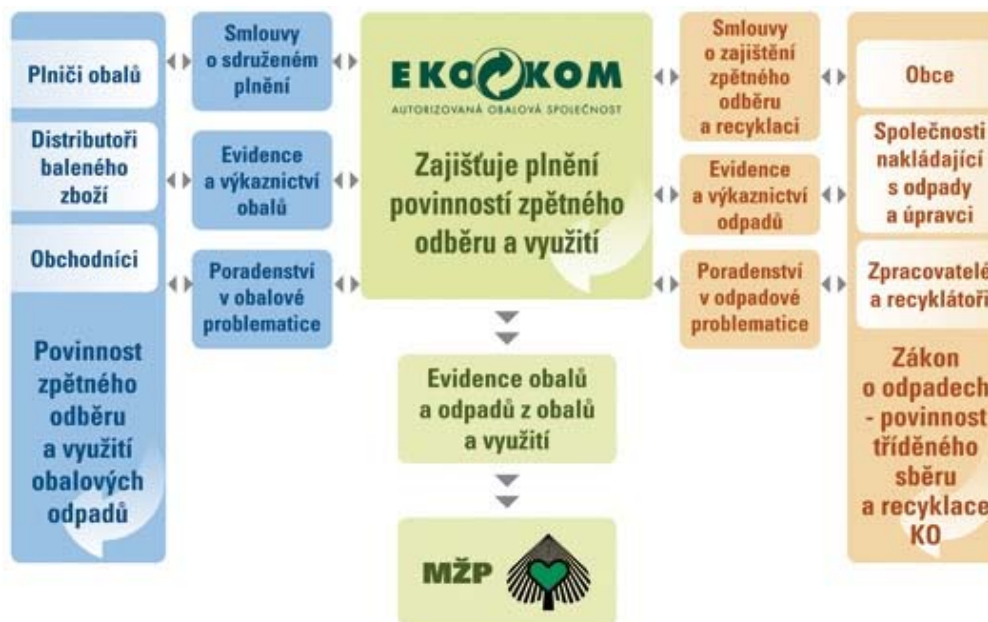 Plniči obalů
Distributoři
baleného
zboží
Obchodníci
Povinnost
zpětného
odběru
a využití
obalových
odpadů
Smlouvy
o sdruženém
plnění
Evidence
a výkaznictví
obalů
Poradenství
v obalové
problematice
EKO KOM
AUTORIZOVANÁ OBALOVÁ SPOLEČNOST
Zajišťuje plnění
povinností zpětného
odběru a využití
Evidence obalů
a odpadů z obalů
a využití
MŽP
Smlouvy
o zajištění
zpětného
odběru
a recyklaci
Evidence
a výkaznictví
odpadů
Poradenství
v odpadové
problematice
Obce
Společnosti
nakládající
s odpady
a úpravci
Zpracovatelé
a recyklátoři
Zákon
o odpadech
- povinnost
tříděného
sběru
a recyklace
KO